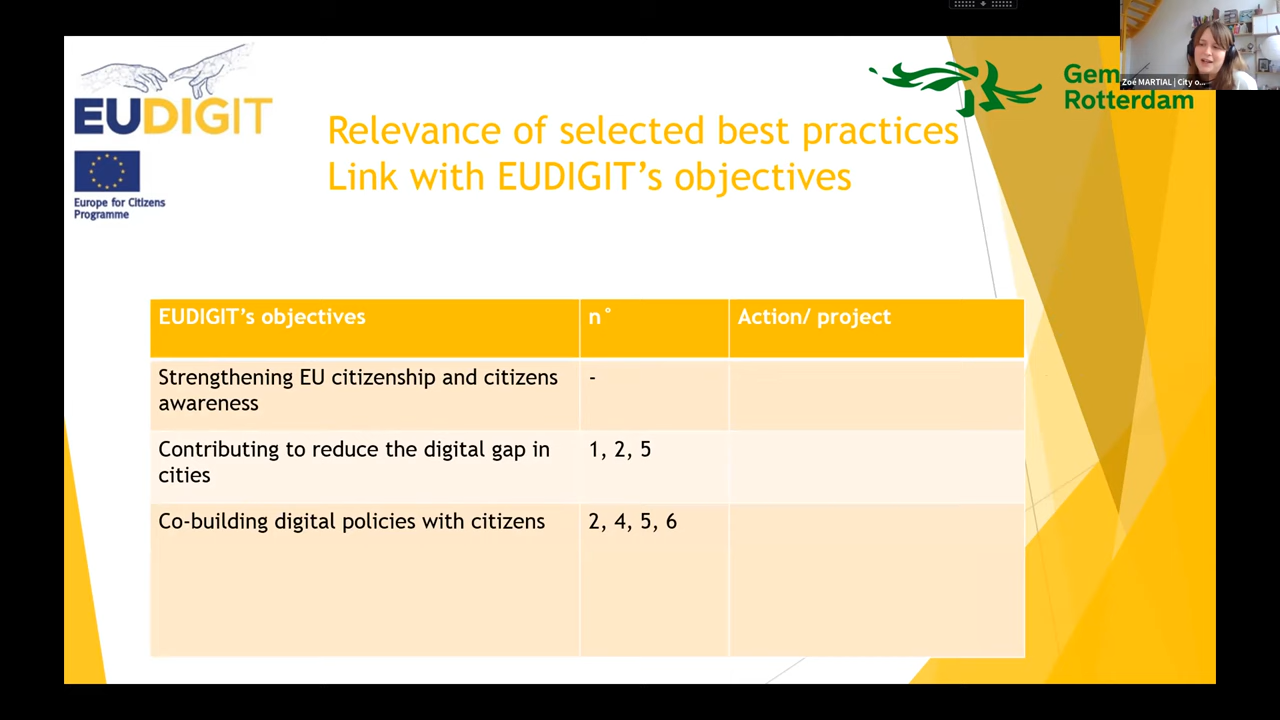 EUDIGIT
Europe for Citizens
Programme
Relevance of selected best practices
Link with EUDIGIT's objectives
Gem
Rotterdam
Zoé MARTIAL | City o...
EUDIGIT's objectives n° Action/ project
Strengthening EU citizenship and citizens -
awareness
Contributing to reduce the digital gap in 1, 2, 5
cities
Co-building digital policies with citizens 2, 4, 5, 6